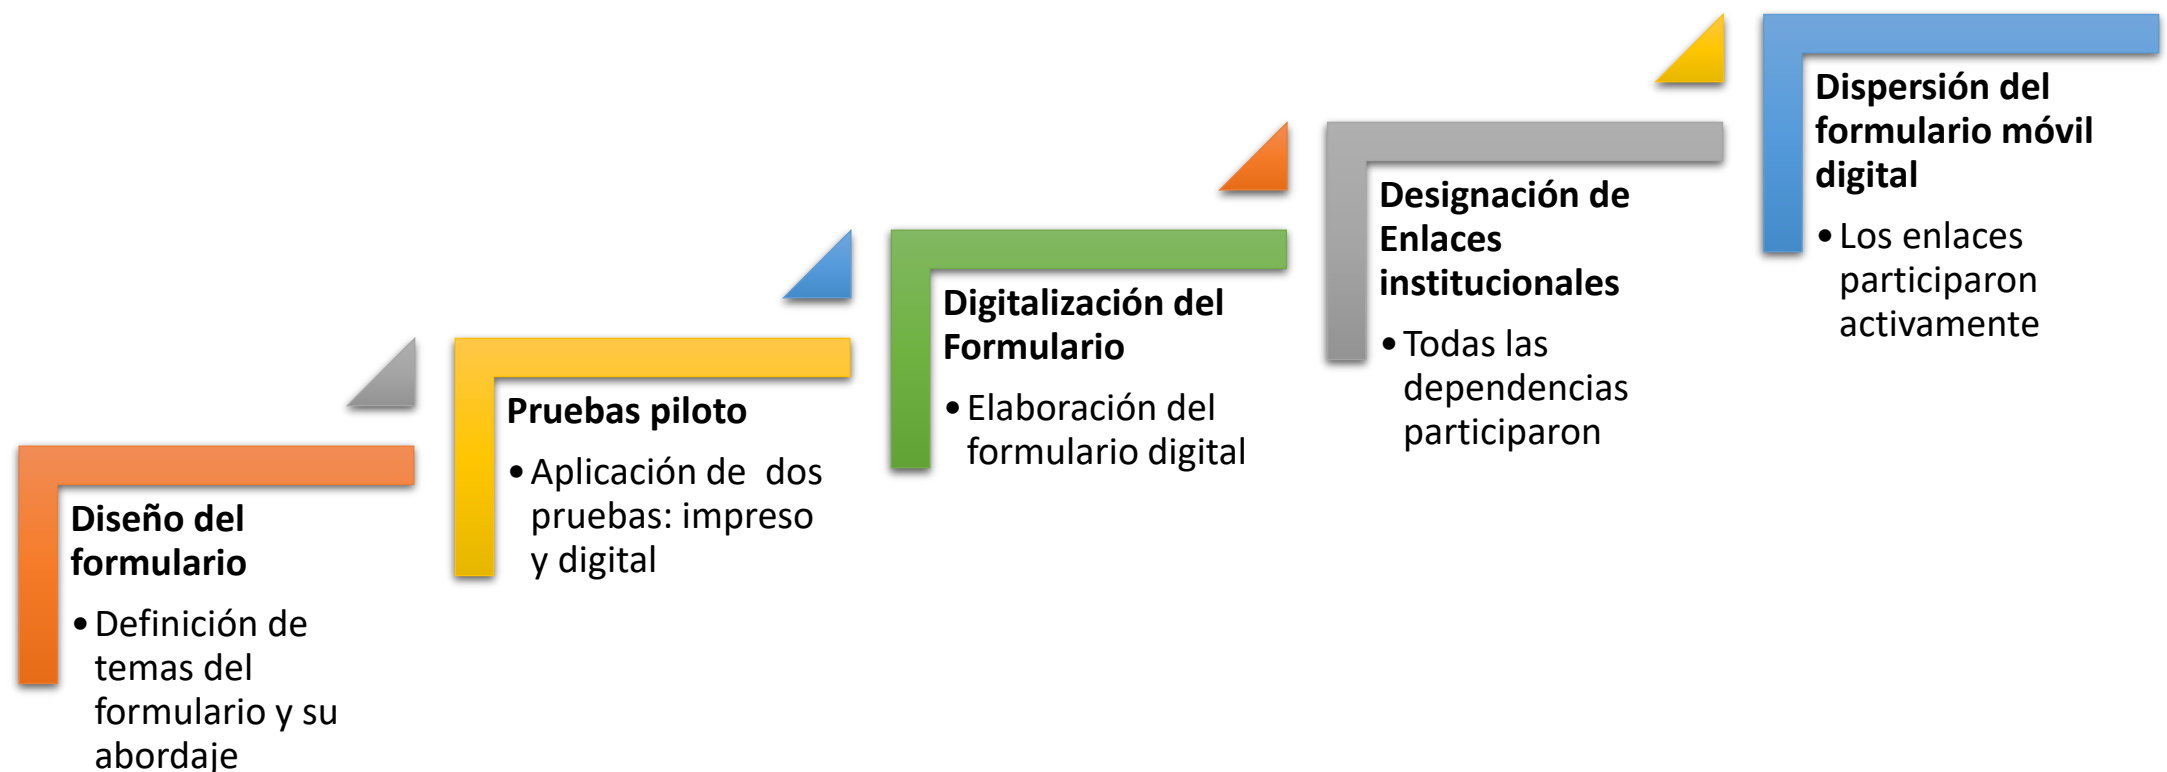 Diseño del
formulario
• Definición de
temas del
formulario y su
abordaje
Pruebas piloto
• Aplicación de  dos
pruebas: impreso
y digital
Digitalización del
Formulario
• Elaboración del
formulario digital
Designación de
Enlaces
institucionales
• Todas las
dependencias
participaron
Dispersión del
formulario móvil
digital
• Los enlaces
participaron
activamente